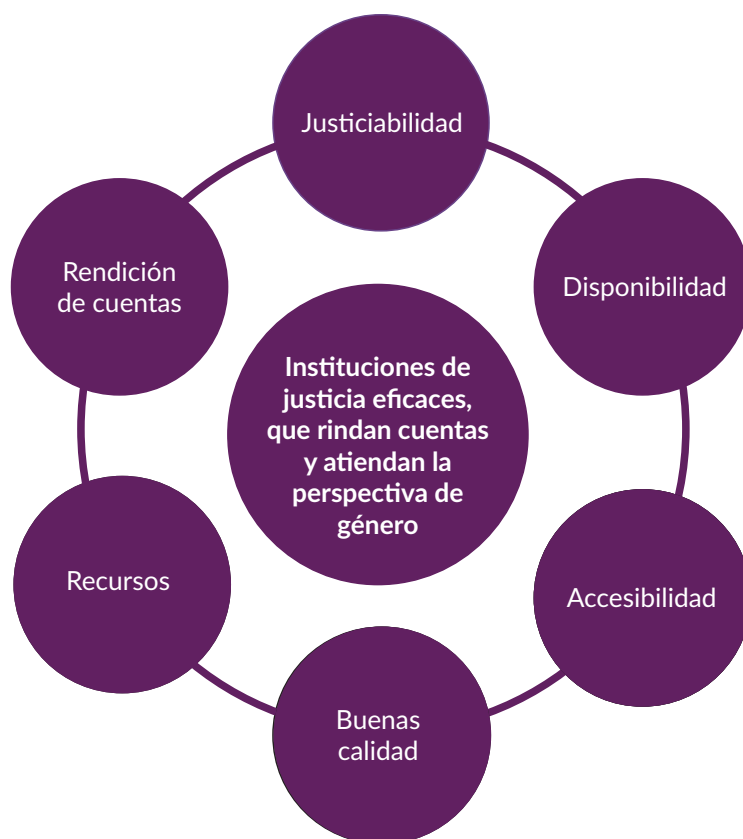 Justiciabilidad
Rendición
de cuentas
Disponibilidad
Instituciones de
justicia eficaces,
que rindan cuentas
y atiendan la
perspectiva de
género
Recursos
Accesibilidad
Buenas
calidad